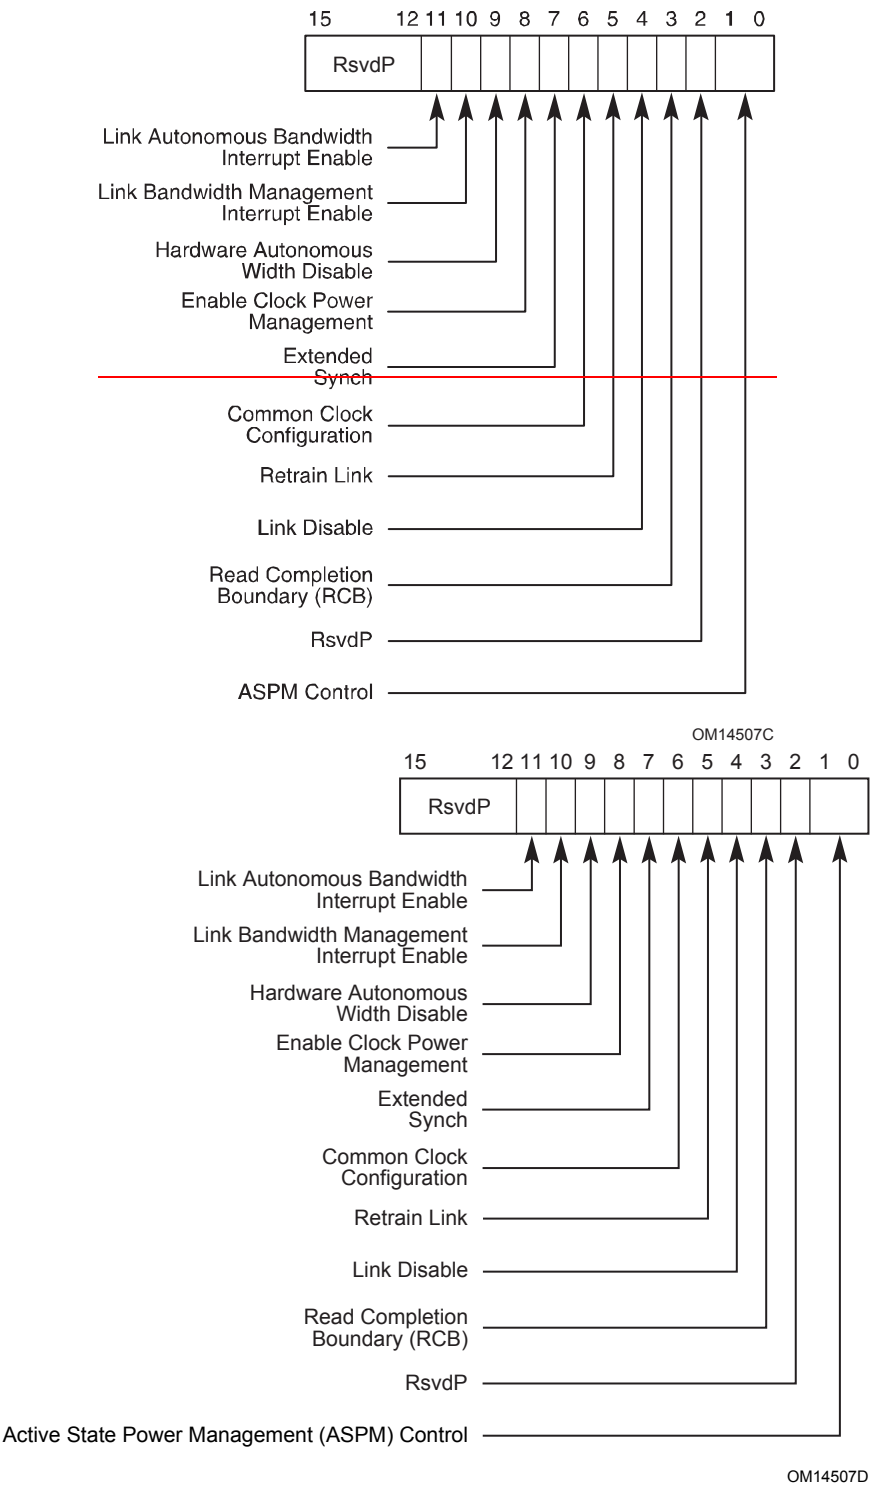 15 12 11 10 9 8 7 6 5 4 3 2 1 0
RsvdP
Link Autonomous Bandwidth
Interrupt Enable
Link Bandwidth Management
Interrupt Enable
Hardware Autonomous
Width Disable
Enable Clock Power
Management
Extended
Synch
Common Clock
Configuration
Retrain Link
Link Disable
Read Completion
Boundary (RCB)
RsvdP
ASPM Control
OM14507C
15 12 11 10 9 8 7 6 5 4 3 2 1 0
RsvdP
Link Autonomous Bandwidth
Interrupt Enable
Link Bandwidth Management
Interrupt Enable
Hardware Autonomous
Width Disable
Enable Clock Power
Management
Extended
Synch
Common Clock
Configuration
Retrain Link
Link Disable
Read Completion
Boundary (RCB)
RsvdP
Active State Power Management (ASPM) Control
OM14507D